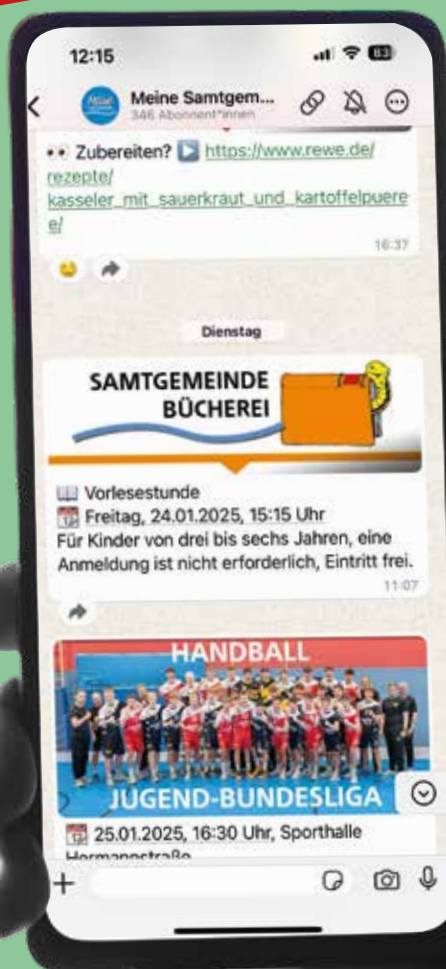 12:15
83
Meine Samtgem...
346 Abonnent*innen
👀 Zubereiten? ▶️ https://www.rewe.de/
rezepte/
kasseler_mit_sauerkraut_und_kartoffelpuere
e/
16:37
Dienstag
SAMTGEMEINDE
BÜCHEREI
📖 Vorlesestunde
📅 Freitag, 24.01.2025, 15:15 Uhr
Für Kinder von drei bis sechs Jahren, eine
Anmeldung ist nicht erforderlich, Eintritt frei.
11:07
HANDBALL
JUGEND-BUNDESLIGA
📅 25.01.2025, 16:30 Uhr, Sporthalle
Hermannstraße